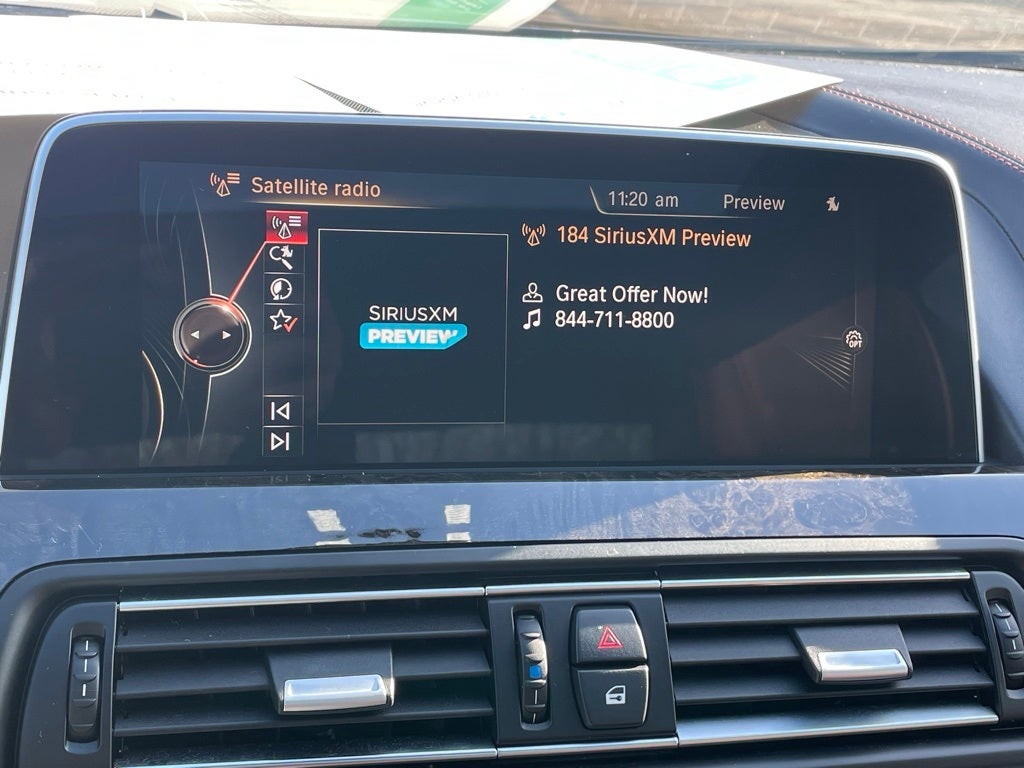 Satellite radio
11:20 am
Preview
184 SiriusXM Preview
SIRIUSXM
PREVIEW
Great Offer Now!
844-711-8800
OPT